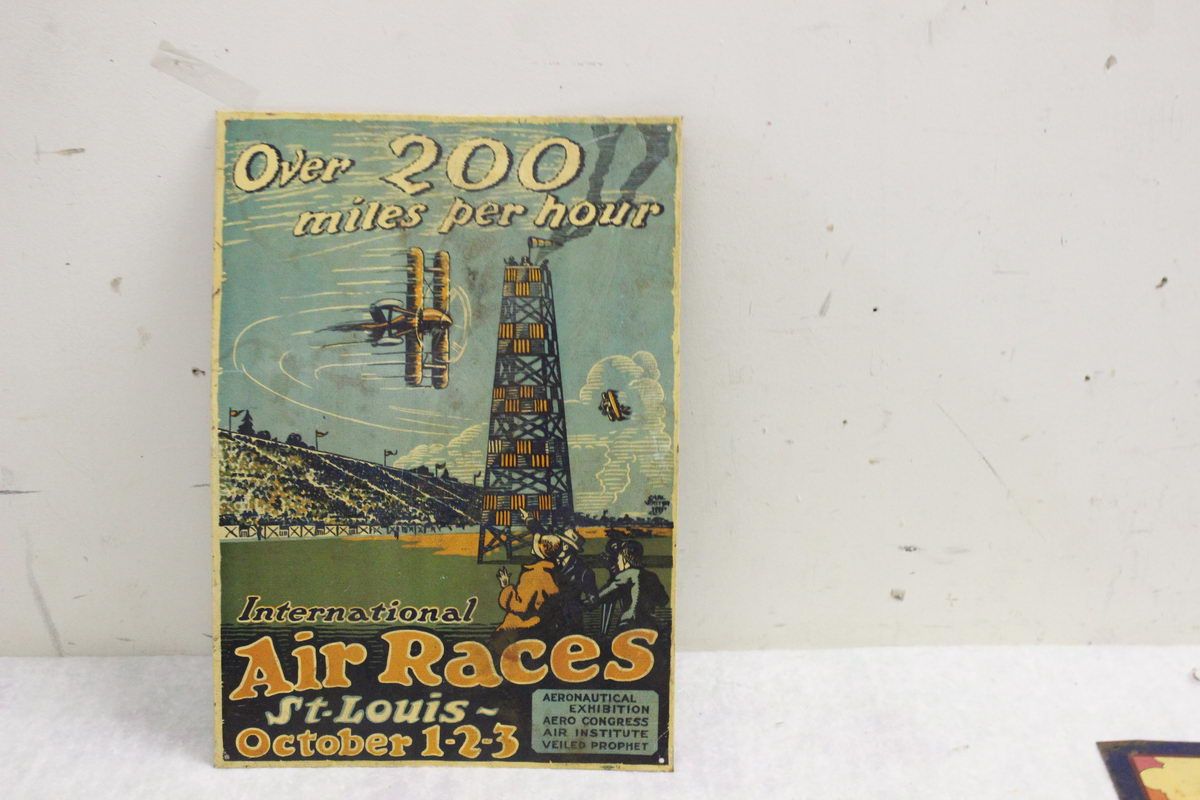 Over 200
miles per hour
International
Air Races
St-Louis~
October 1-2-3
AERONAUTICAL
EXHIBITION
AERO CONGRESS
AIR INSTITUTE
VEILED PROPHET